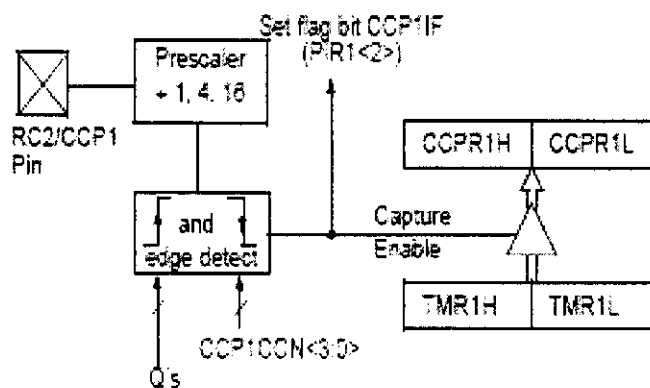 Set flag bit CCP1IF
(PIR1<2>)
Prescaler
÷ 1, 4, 16
RC2/CCP1
Pin
CCPR1H CCPR1L
and
edge detect
Capture
Enable
TMR1H TMR1L
CCP1CON<3:0>
Q's